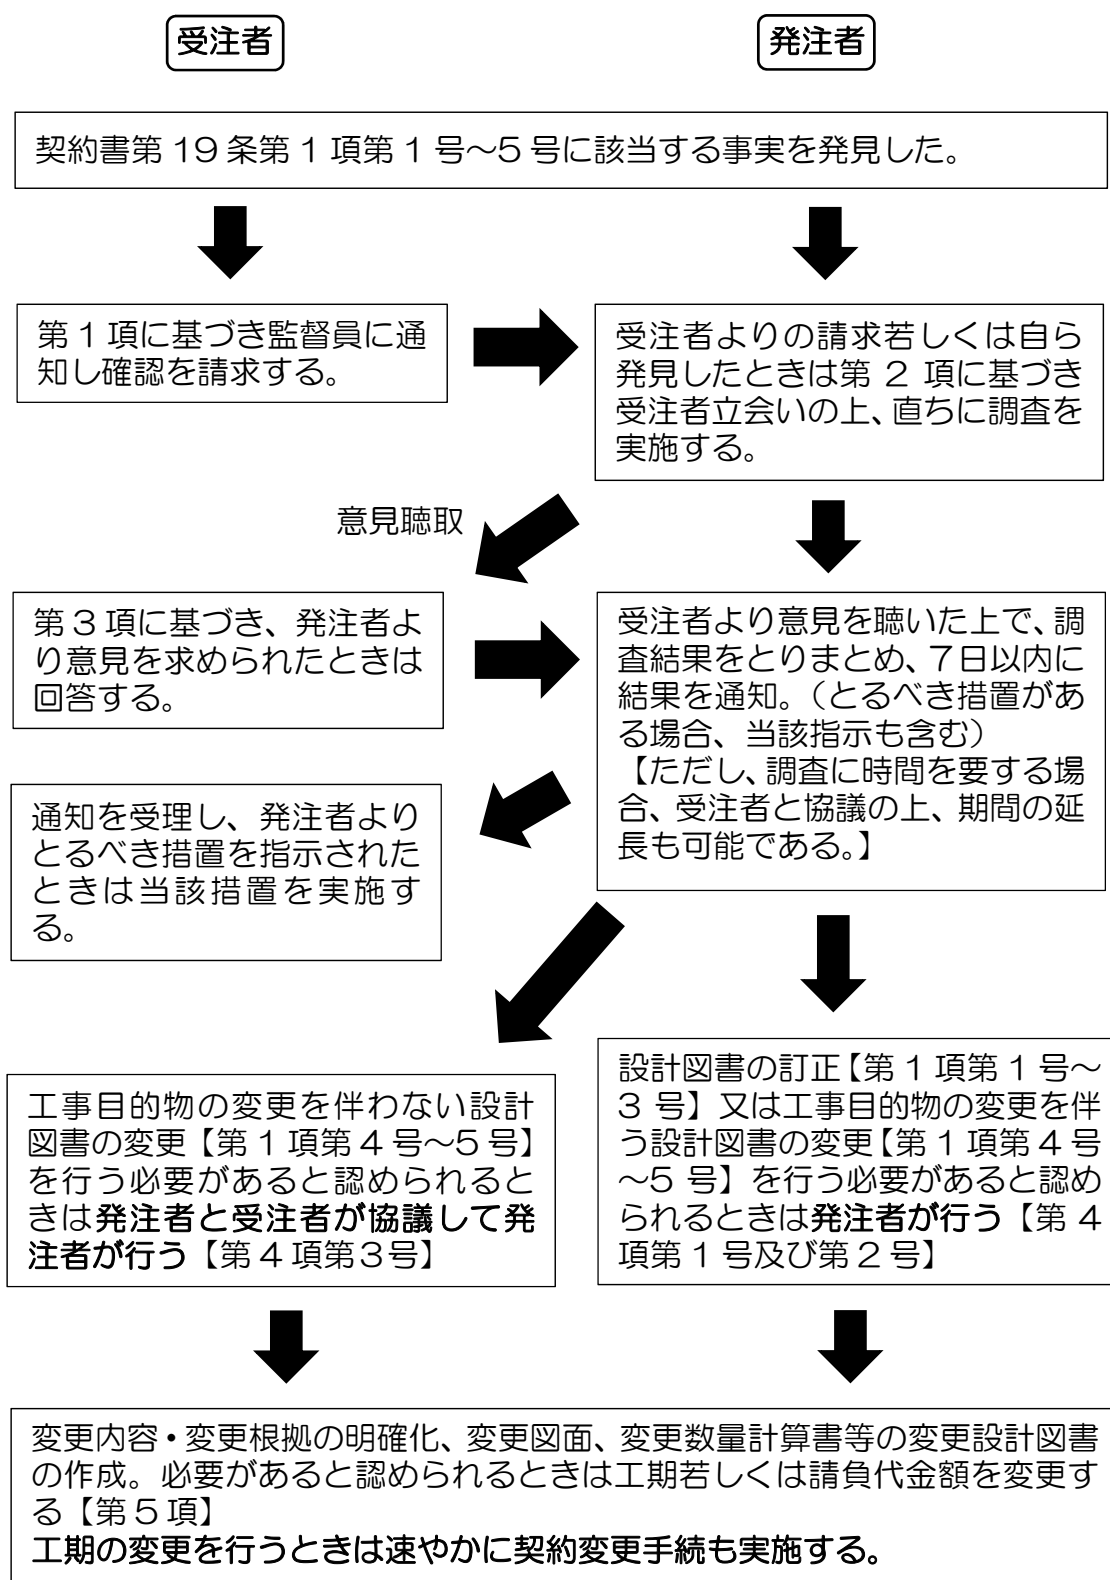 受注者
発注者
契約書第 19 条第 1 項第 1 号～5 号に該当する事実を発見した。
第 1 項に基づき監督員に通
知し確認を請求する。
受注者よりの請求若しくは自ら
発見したときは第 2 項に基づき
受注者立会いの上、直ちに調査を
実施する。
意見聴取
第 3 項に基づき、発注者よ
り意見を求められたときは
回答する。
受注者より意見を聴いた上で、調
査結果をとりまとめ、7日以内に
結果を通知。（とるべき措置があ
る場合、当該指示も含む）
【ただし、調査に時間を要する場
合、受注者と協議の上、期間の延
長も可能である。】
通知を受理し、発注者より
とるべき措置を指示された
ときは当該措置を実施す
る。
工事目的物の変更を伴わない設計
図書の変更【第 1 項第 4 号～5 号】
を行う必要があると認められると
きは発注者と受注者が協議して発
注者が行う【第 4 項第３号】
設計図書の訂正【第 1 項第 1 号～
3 号】又は工事目的物の変更を伴
う設計図書の変更【第 1 項第 4 号
～5 号】を行う必要があると認め
られるときは発注者が行う【第 4
項第 1 号及び第 2 号】
変更内容・変更根拠の明確化、変更図面、変更数量計算書等の変更設計図書
の作成。必要があると認められるときは工期若しくは請負代金額を変更す
る【第 5 項】
工期の変更を行うときは速やかに契約変更手続も実施する。